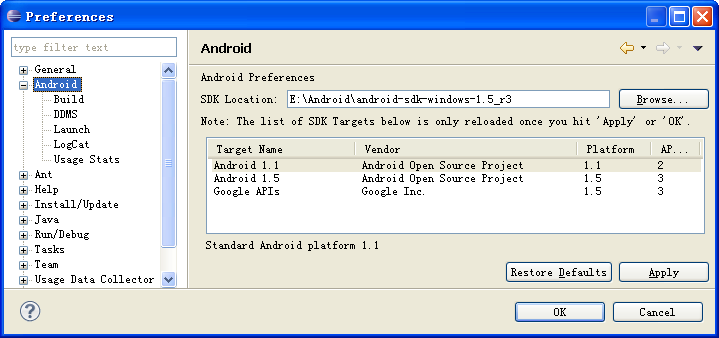 Preferences
type filter text
General
Android
Build
DDMS
Launch
LogCat
Usage Stats
Ant
Help
Install/Update
Java
Run/Debug
Tasks
Team
Usage Data Collector
Android
Android Preferences
SDK Location: E:\Android\android-sdk-windows-1.5_r3 Browse...
Note: The list of SDK Targets below is only reloaded once you hit 'Apply' or 'OK'.
Target Name Vendor Platform AP...
Android 1.1 Android Open Source Project 1.1 2
Android 1.5 Android Open Source Project 1.5 3
Google APIs Google Inc. 1.5 3
Standard Android platform 1.1
Restore Defaults Apply
? OK Cancel